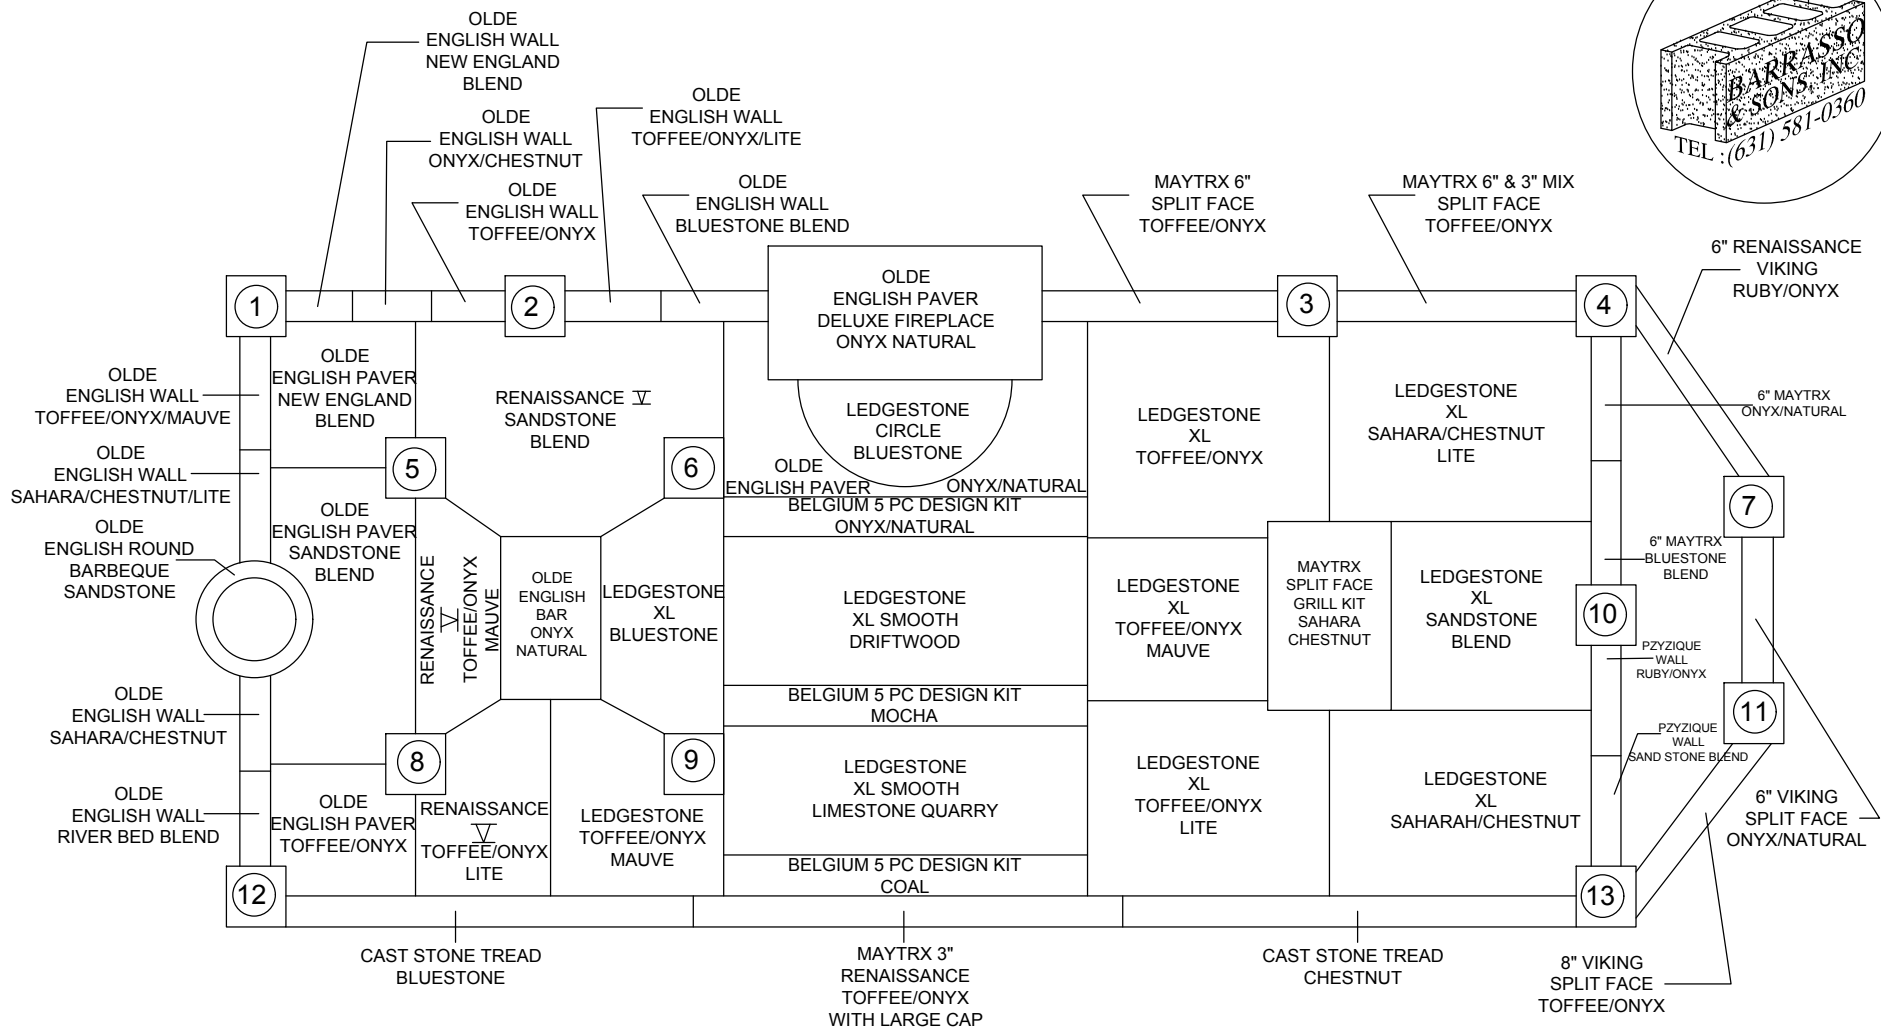 BARRASSO
& SONS, INC.
TEL :(631) 581-0360
OLDE
ENGLISH WALL
NEW ENGLAND
BLEND
OLDE
ENGLISH WALL
ONYX/CHESTNUT
OLDE
ENGLISH WALL
TOFFEE/ONYX
OLDE
ENGLISH WALL
TOFFEE/ONYX/LITE
OLDE
ENGLISH WALL
BLUESTONE BLEND
MAYTRX 6"
SPLIT FACE
TOFFEE/ONYX
MAYTRX 6" & 3" MIX
SPLIT FACE
TOFFEE/ONYX
6" RENAISSANCE
VIKING
RUBY/ONYX
1
2
OLDE
ENGLISH PAVER
DELUXE FIREPLACE
ONYX NATURAL
3
4
OLDE
ENGLISH WALL
TOFFEE/ONYX/MAUVE
OLDE
ENGLISH PAVER
NEW ENGLAND
BLEND
RENAISSANCE V
SANDSTONE
BLEND
LEDGESTONE
CIRCLE
BLUESTONE
LEDGESTONE
XL
TOFFEE/ONYX
LEDGESTONE
XL
SAHARA/CHESTNUT
LITE
6" MAYTRX
ONYX/NATURAL
OLDE
ENGLISH WALL
SAHARA/CHESTNUT/LITE
5
6
OLDE
ENGLISH PAVER
ONYX/NATURAL
BELGIUM 5 PC DESIGN KIT
ONYX/NATURAL
7
OLDE
ENGLISH ROUND
BARBEQUE
SANDSTONE
OLDE
ENGLISH PAVER
SANDSTONE
BLEND
RENAISSANCE
V
TOFFEE/ONYX
MAUVE
OLDE
ENGLISH
BAR
ONYX
NATURAL
LEDGESTONE
XL
BLUESTONE
LEDGESTONE
XL SMOOTH
DRIFTWOOD
LEDGESTONE
XL
TOFFEE/ONYX
MAUVE
MAYTRX
SPLIT FACE
GRILL KIT
SAHARA
CHESTNUT
LEDGESTONE
XL
SANDSTONE
BLEND
6" MAYTRX
BLUESTONE
BLEND
10
PZYZIQUE
WALL
RUBY/ONYX
OLDE
ENGLISH WALL
SAHARA/CHESTNUT
BELGIUM 5 PC DESIGN KIT
MOCHA
11
8
9
PZYZIQUE
WALL
SAND STONE BLEND
OLDE
ENGLISH WALL
RIVER BED BLEND
OLDE
ENGLISH PAVER
TOFFEE/ONYX
RENAISSANCE
V
TOFFEE/ONYX
LITE
LEDGESTONE
TOFFEE/ONYX
MAUVE
LEDGESTONE
XL SMOOTH
LIMESTONE QUARRY
LEDGESTONE
XL
TOFFEE/ONYX
LITE
LEDGESTONE
XL
SAHARAH/CHESTNUT
6" VIKING
SPLIT FACE
ONYX/NATURAL
BELGIUM 5 PC DESIGN KIT
COAL
12
13
CAST STONE TREAD
BLUESTONE
MAYTRX 3"
RENAISSANCE
TOFFEE/ONYX
WITH LARGE CAP
CAST STONE TREAD
CHESTNUT
8" VIKING
SPLIT FACE
TOFFEE/ONYX